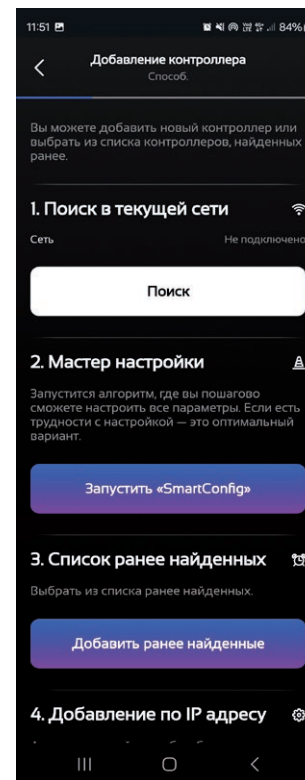 11:51
84%
Добавление контроллера
Способ.
Вы можете добавить новый контроллер или
выбрать из списка контроллеров, найденных
ранее.
1. Поиск в текущей сети
Сеть
Не подключено
Поиск
2. Мастер настройки
Запустится алгоритм, где вы пошагово
сможете настроить все параметры. Если есть
трудности с настройкой — это оптимальный
вариант.
Запустить «SmartConfig»
3. Список ранее найденных
Выбрать из списка ранее найденных.
Добавить ранее найденные
4. Добавление по IP адресу